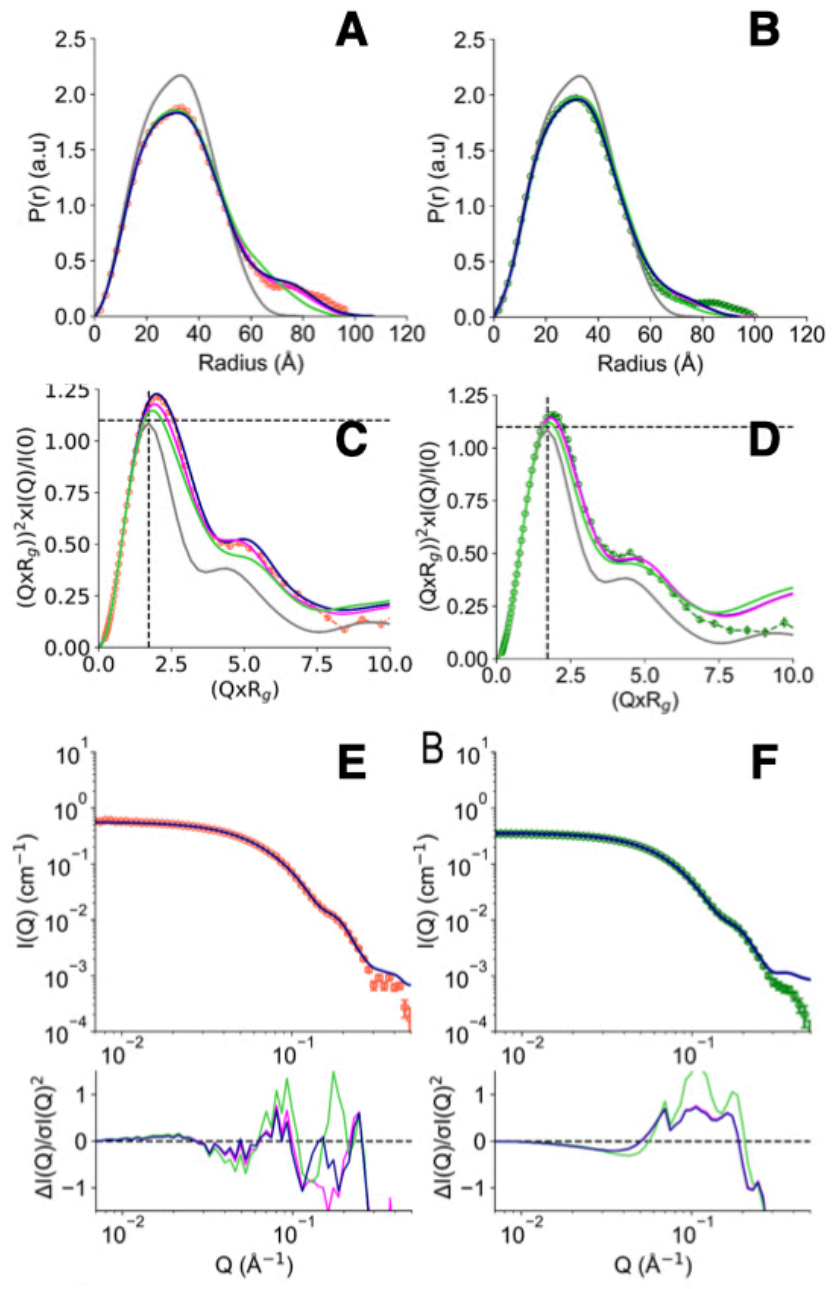 A
2.5
2.0
1.5
1.0
0.5
0.0
P(r) (a.u)
0 20 40 60 80 100 120
Radius (Å)
B
2.5
2.0
1.5
1.0
0.5
0.0
P(r) (a.u)
0 20 40 60 80 100 120
Radius (Å)
C
1.25
1.00
0.75
0.50
0.25
0.00
(QxRg))²xI(Q)/I(0)
0.0 2.5 5.0 7.5 10.0
(QxRg)
D
1.25
1.00
0.75
0.50
0.25
0.00
(QxRg))²xI(Q)/I(0)
0.0 2.5 5.0 7.5 10.0
(QxRg)
E
10¹
10⁰
10⁻¹
10⁻²
10⁻³
10⁻⁴
I(Q) (cm⁻¹)
10⁻² 10⁻¹
B
F
10¹
10⁰
10⁻¹
10⁻²
10⁻³
10⁻⁴
I(Q) (cm⁻¹)
10⁻² 10⁻¹
1
0
−1
ΔI(Q)/σI(Q)²
10⁻² 10⁻¹
Q (Å⁻¹)
1
0
−1
ΔI(Q)/σI(Q)²
10⁻² 10⁻¹
Q (Å⁻¹)